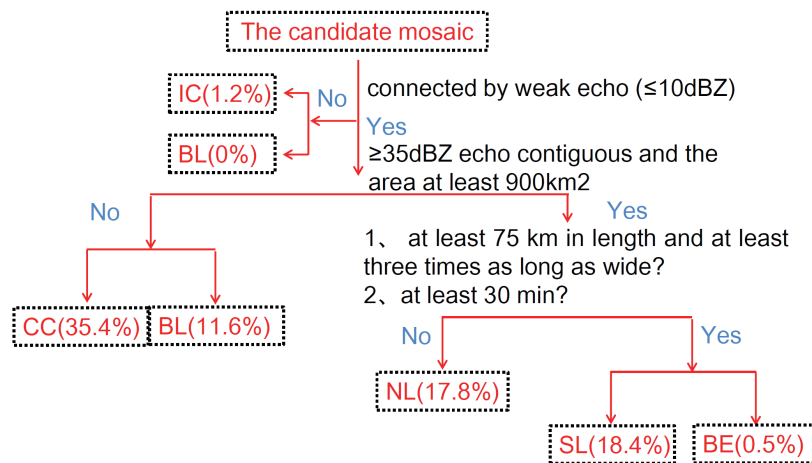 The candidate mosaic
IC(1.2%)
connected by weak echo (≤10dBZ)
No
Yes
BL(0%)
≥35dBZ echo contiguous and the
area at least 900km2
No
Yes
1、 at least 75 km in length and at least
three times as long as wide?
2、at least 30 min?
CC(35.4%)
BL(11.6%)
No
Yes
NL(17.8%)
SL(18.4%)
BE(0.5%)